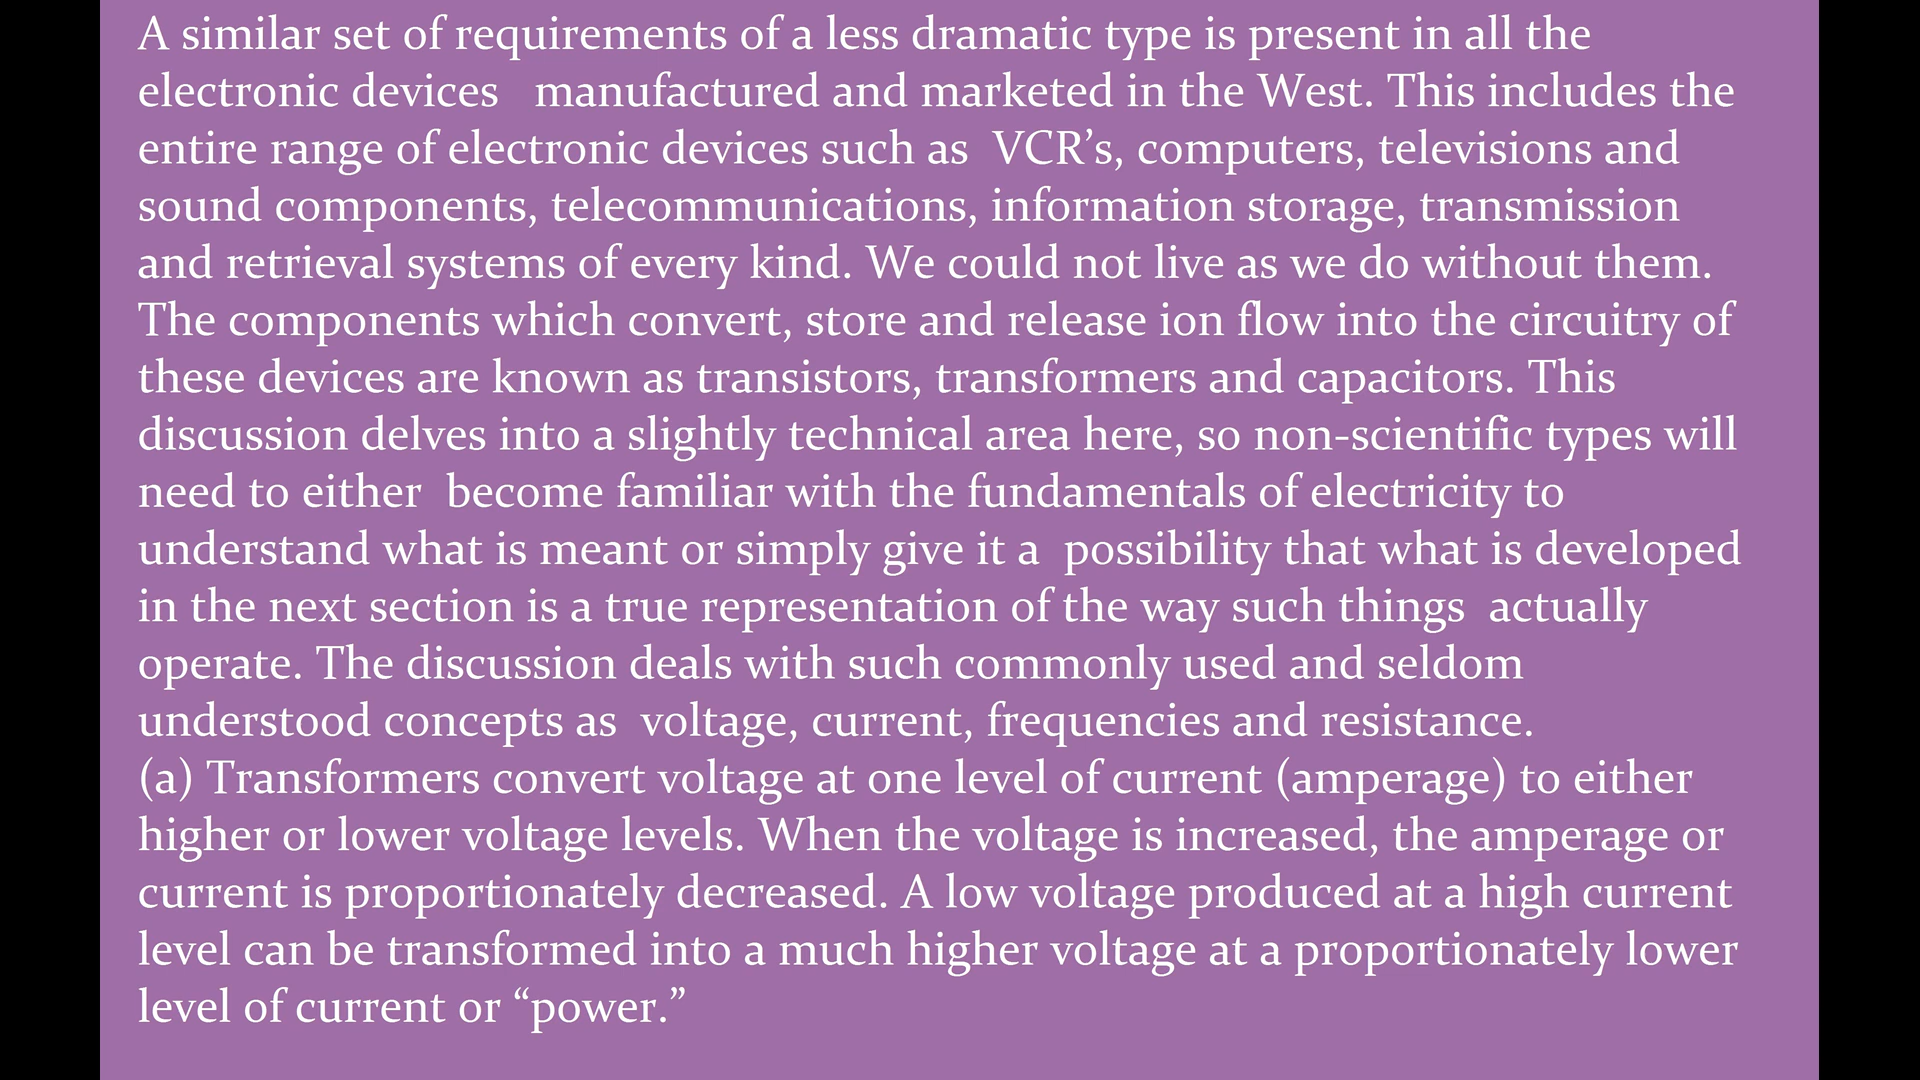 A similar set of requirements of a less dramatic type is present in all the
electronic devices   manufactured and marketed in the West. This includes the
entire range of electronic devices such as  VCR’s, computers, televisions and
sound components, telecommunications, information storage, transmission
and retrieval systems of every kind. We could not live as we do without them.
The components which convert, store and release ion flow into the circuitry of
these devices are known as transistors, transformers and capacitors. This
discussion delves into a slightly technical area here, so non-scientific types will
need to either  become familiar with the fundamentals of electricity to
understand what is meant or simply give it a  possibility that what is developed
in the next section is a true representation of the way such things  actually
operate. The discussion deals with such commonly used and seldom
understood concepts as  voltage, current, frequencies and resistance.
(a) Transformers convert voltage at one level of current (amperage) to either
higher or lower voltage levels. When the voltage is increased, the amperage or
current is proportionately decreased. A low voltage produced at a high current
level can be transformed into a much higher voltage at a proportionately lower
level of current or “power.”